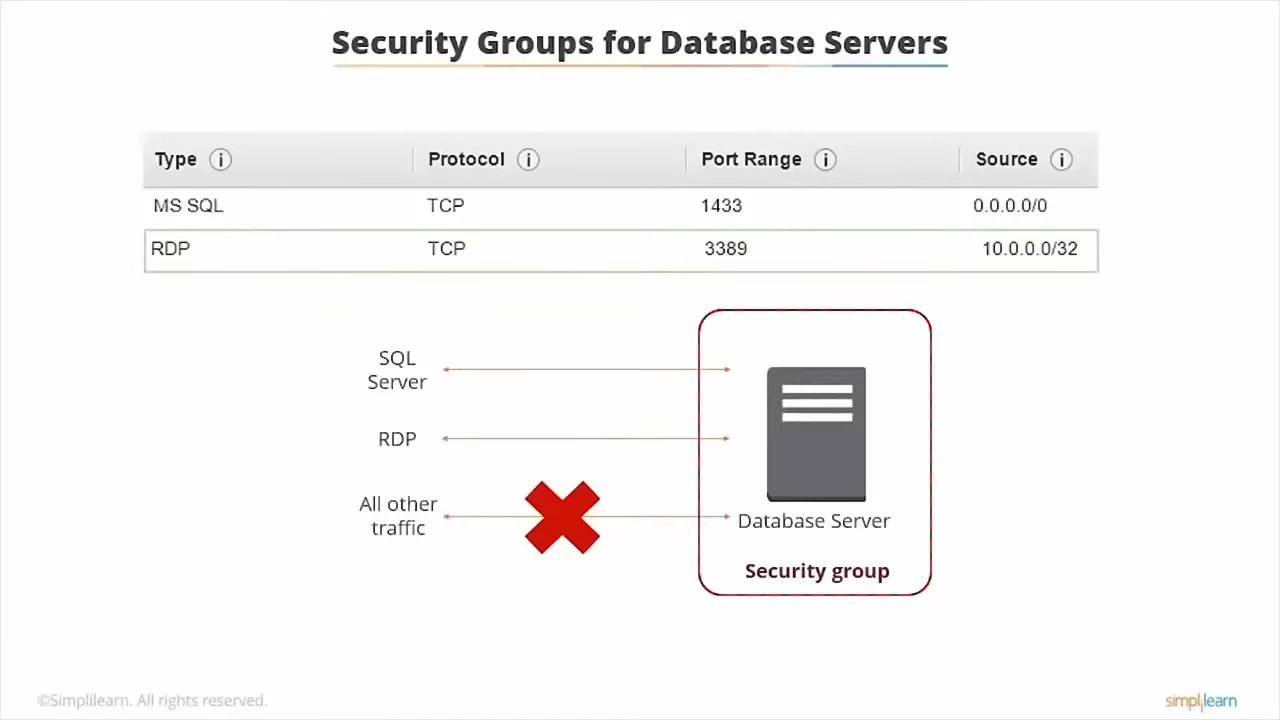 Security Groups for Database Servers
Type Protocol Port Range Source
MS SQL TCP 1433 0.0.0.0/0
RDP TCP 3389 10.0.0.0/32
SQL
Server
RDP
All other
traffic
Database Server
Security group
©Simplilearn. All rights reserved.
simplilearn